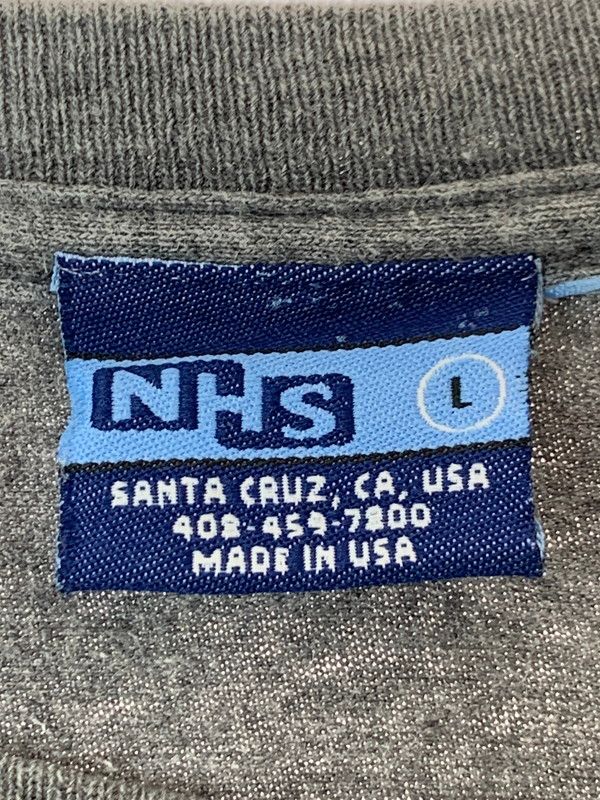 NHS
L
SANTA CRUZ, CA, USA
408-459-7800
MADE IN USA